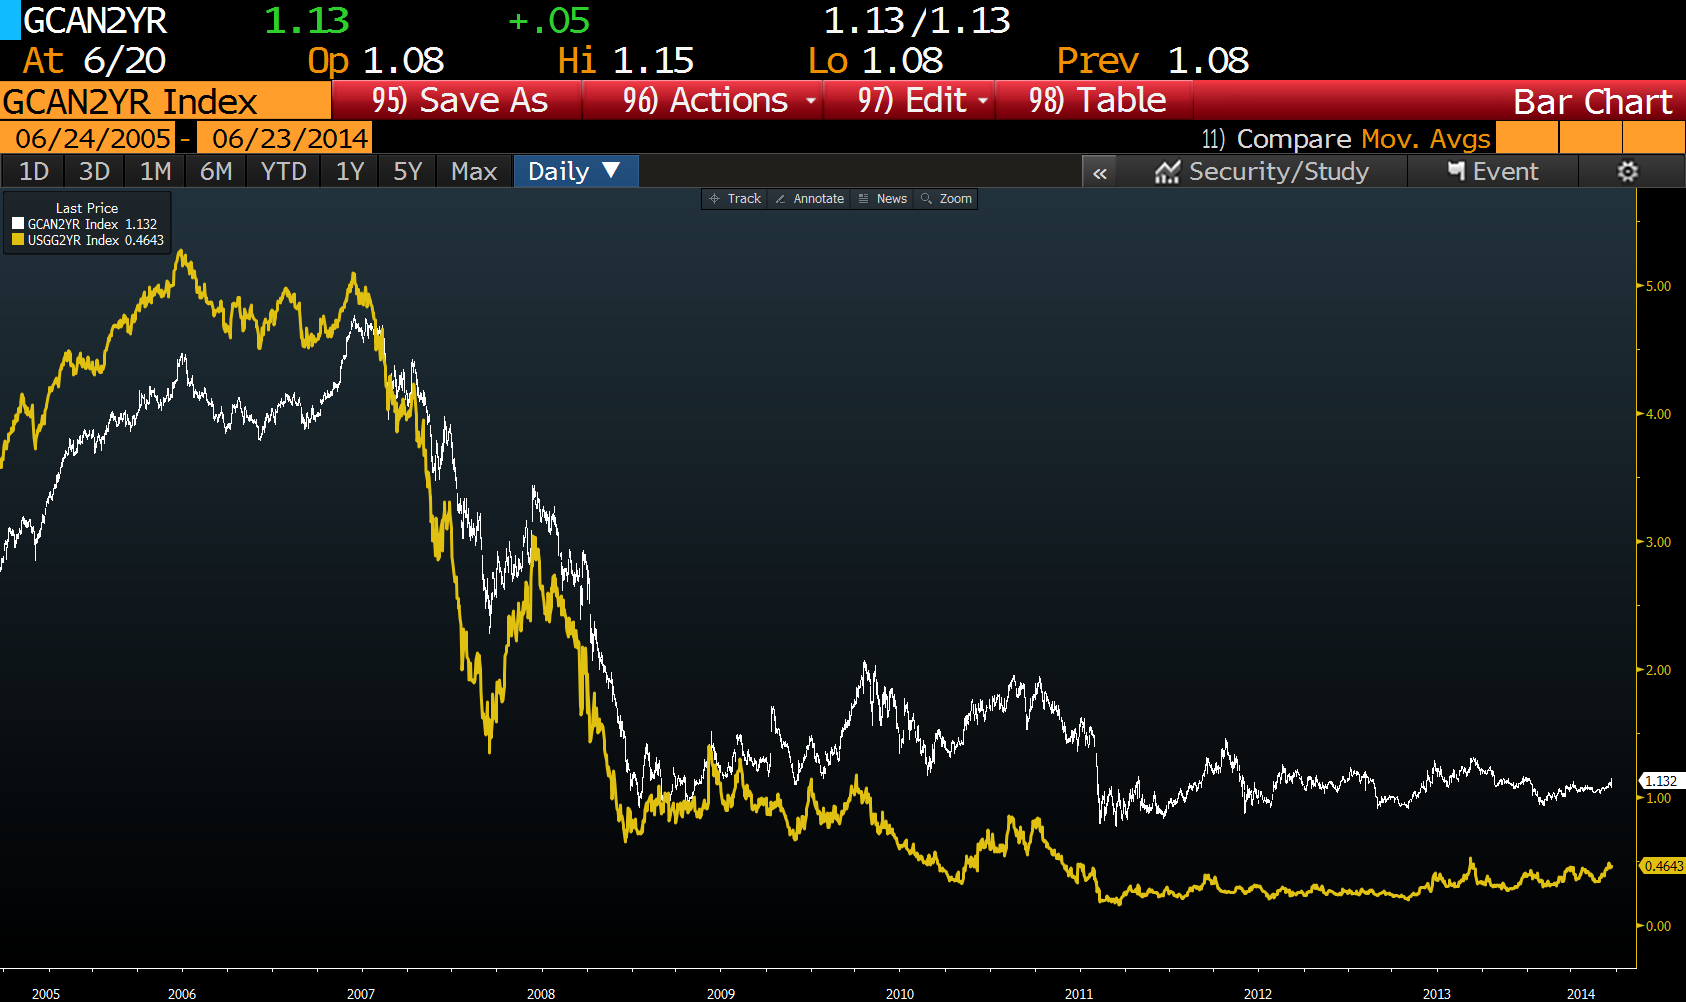 GCAN2YR 1.13 +.05 1.13/1.13
At 6/20 Op 1.08 Hi 1.15 Lo 1.08 Prev 1.08
GCAN2YR Index 95) Save As 96) Actions 97) Edit 98) Table Bar Chart
06/24/2005 - 06/23/2014 11) Compare Mov. Avgs
1D 3D 1M 6M YTD 1Y 5Y Max Daily ▼ « Security/Study Event
Track Annotate News Zoom
Last Price
GCAN2YR Index 1.132
USGG2YR Index 0.4643
5.00
4.00
3.00
2.00
1.132
1.00
0.4643
0.00
2005 2006 2007 2008 2009 2010 2011 2012 2013 2014